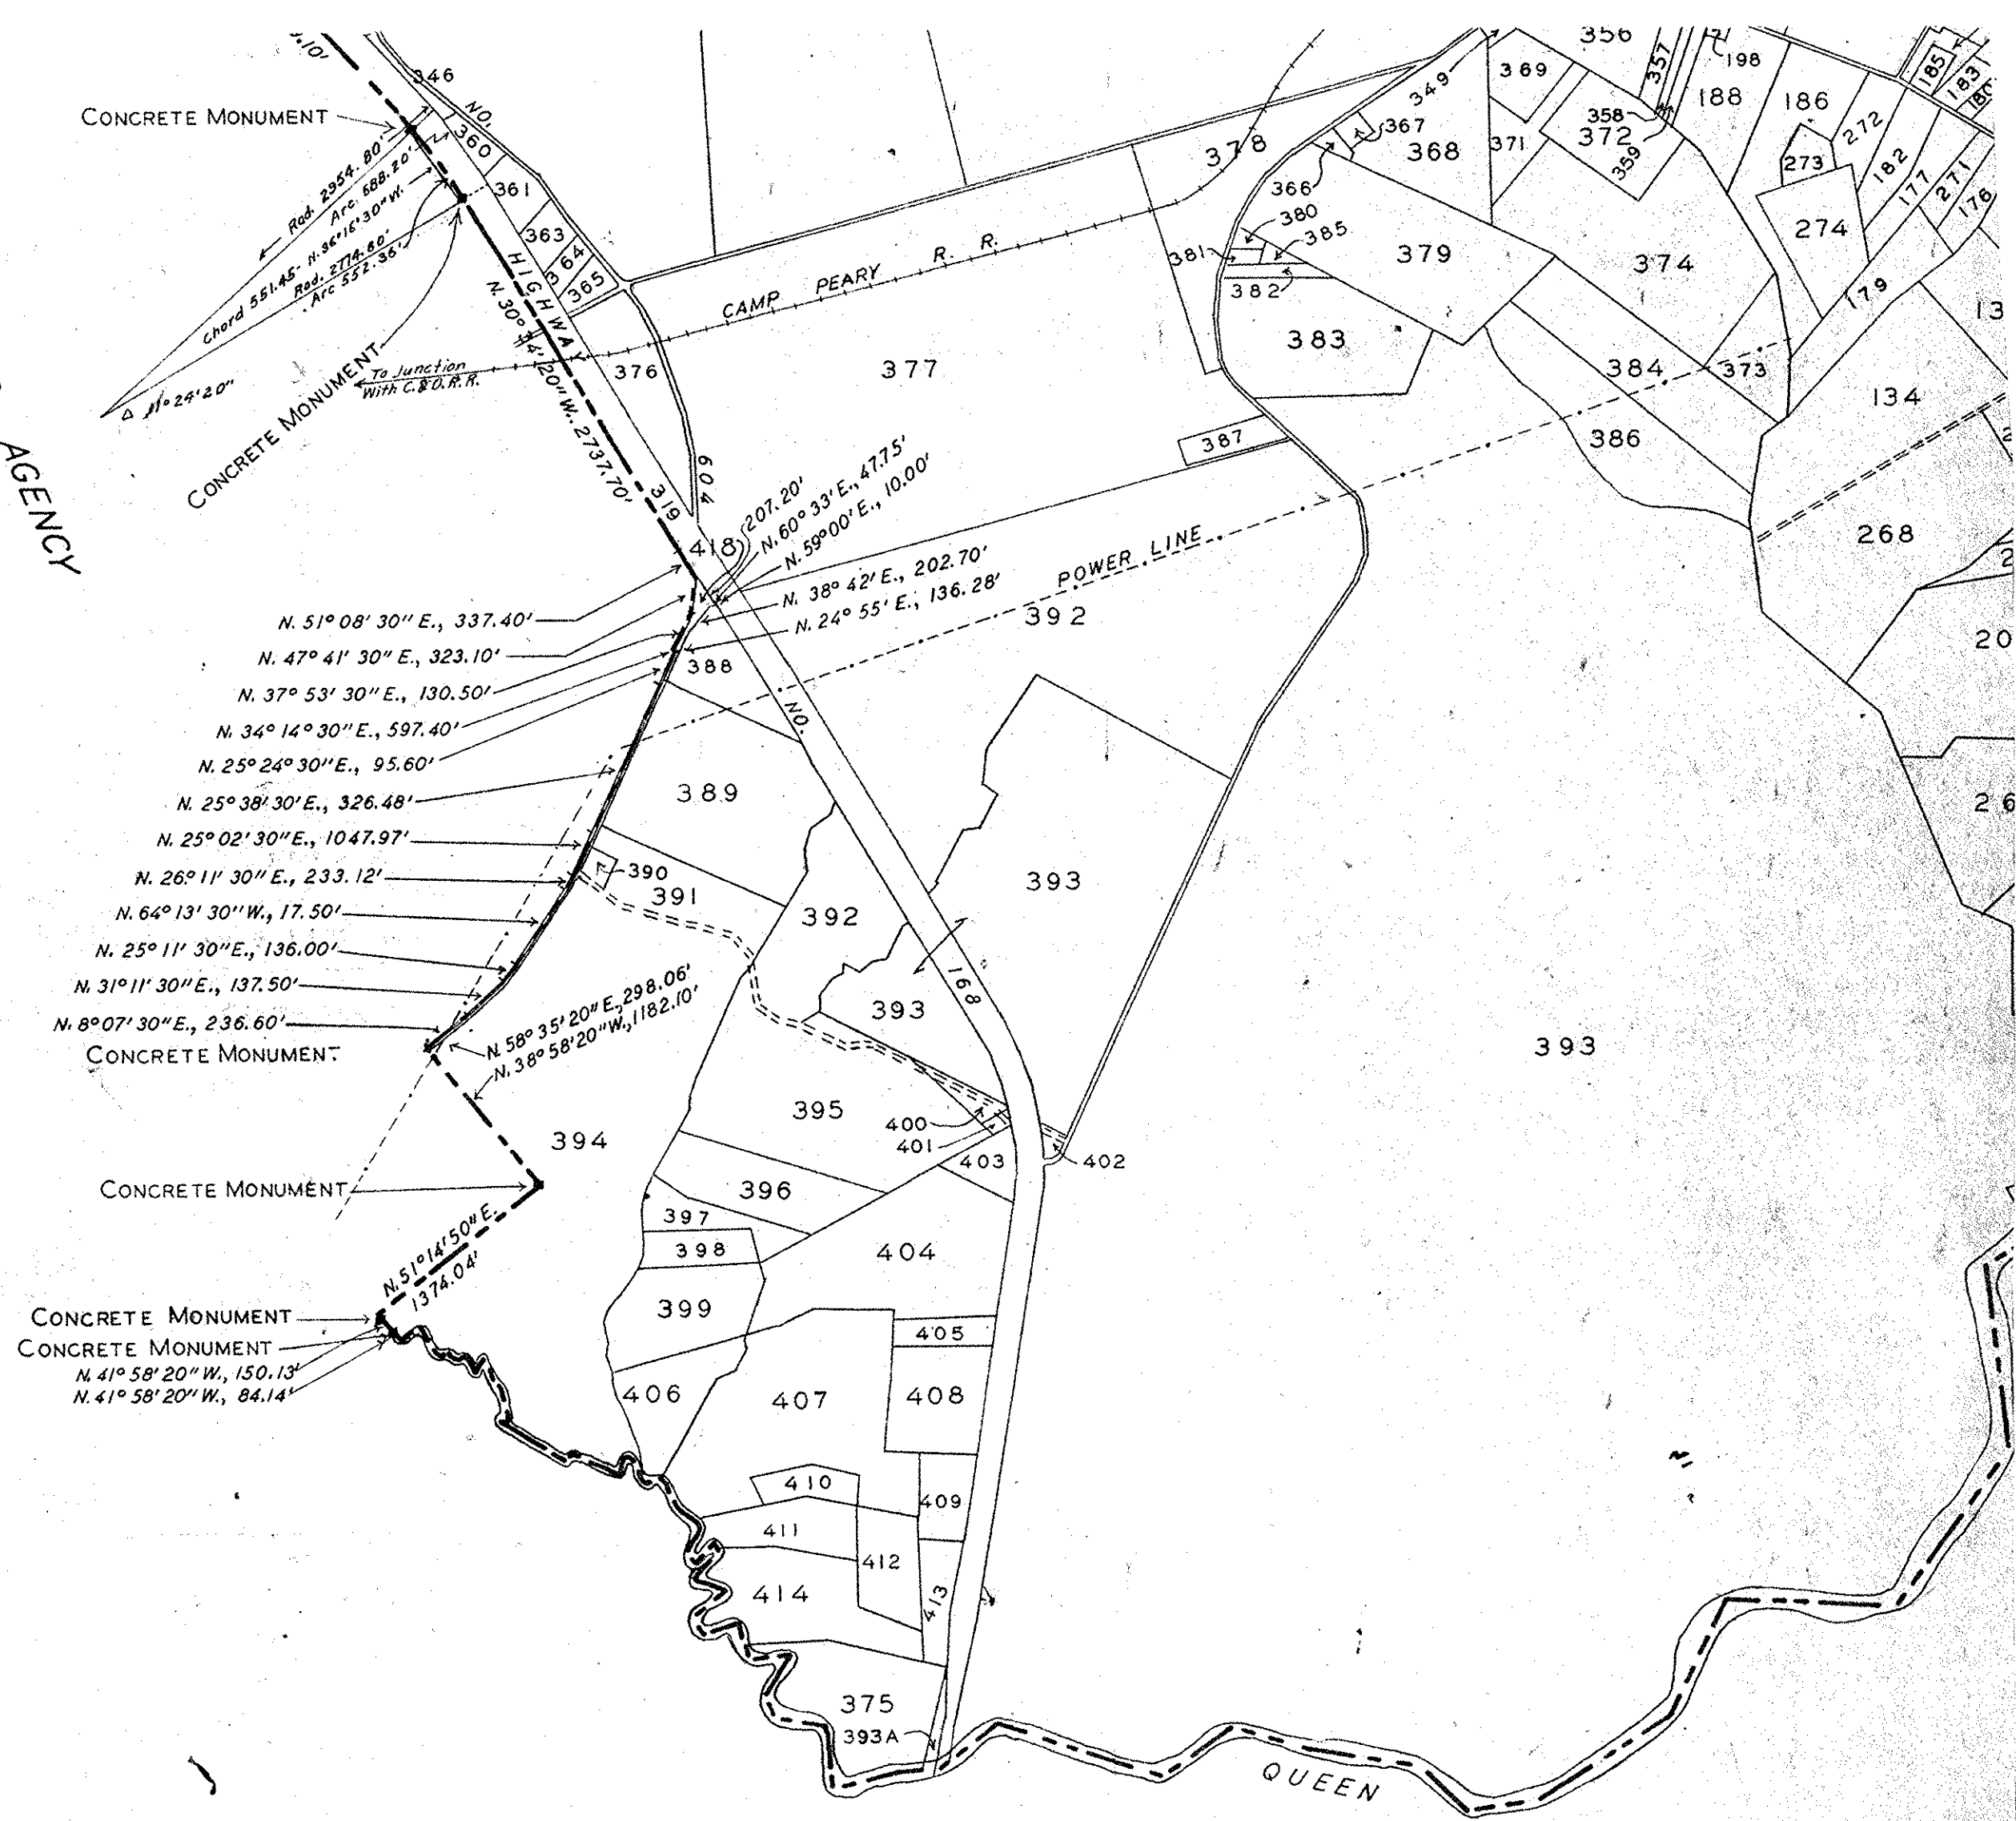 .10'
346
NO.
CONCRETE MONUMENT
360
361
363
364
365
Rad. 2954.80'
Arc 688.20'
Chord 551.45- N.36°16'30"W.
Rad. 2774.60'
Arc 552.36'
CONCRETE MONUMENT
HIGHWAY
N. 30° 34' 20" W. 2737.70'
To Junction
With C.&O.R.R.
376
CAMP PEARY R. R.
377
378
604
319
418
AGENCY
349
356
357
369
358
372
359
371
367
368
366
380
385
381
382
379
383
374
384
373
386
387
198
188
186
185
183
180
272
273
182
177
271
176
274
179
13
134
268
20
26
207.20'
N. 60° 33' E., 47.75'
N. 59°00' E., 10.00'
N. 38° 42' E., 202.70'
N. 24° 55' E., 136.28'
POWER LINE
392
388
N. 51° 08' 30" E., 337.40'
N. 47° 41' 30" E., 323.10'
N. 37° 53' 30" E., 130.50'
N. 34° 14° 30" E., 597.40'
N. 25° 24° 30" E., 95.60'
N. 25° 38' 30' E., 326.48'
N. 25° 02' 30" E., 1047.97'
N. 26° 11' 30" E., 233.12'
N. 64° 13' 30" W., 17.50'
N. 25° 11' 30" E., 136.00'
N. 31° 11' 30" E., 137.50'
N. 8° 07' 30" E., 236.60'
CONCRETE MONUMENT
N. 58° 35' 20" E., 298.06'
N. 38° 58' 20" W., 1182.10'
NO.
168
389
390
391
392
393
393
393
394
395
400
401
402
403
396
397
398
399
404
405
406
407
408
409
410
411
412
413
414
375
393A
CONCRETE MONUMENT
N. 51° 14' 50" E.
1374.04'
CONCRETE MONUMENT
CONCRETE MONUMENT
N. 41° 58' 20" W., 150.13'
N. 41° 58' 20" W., 84.14'
QUEEN